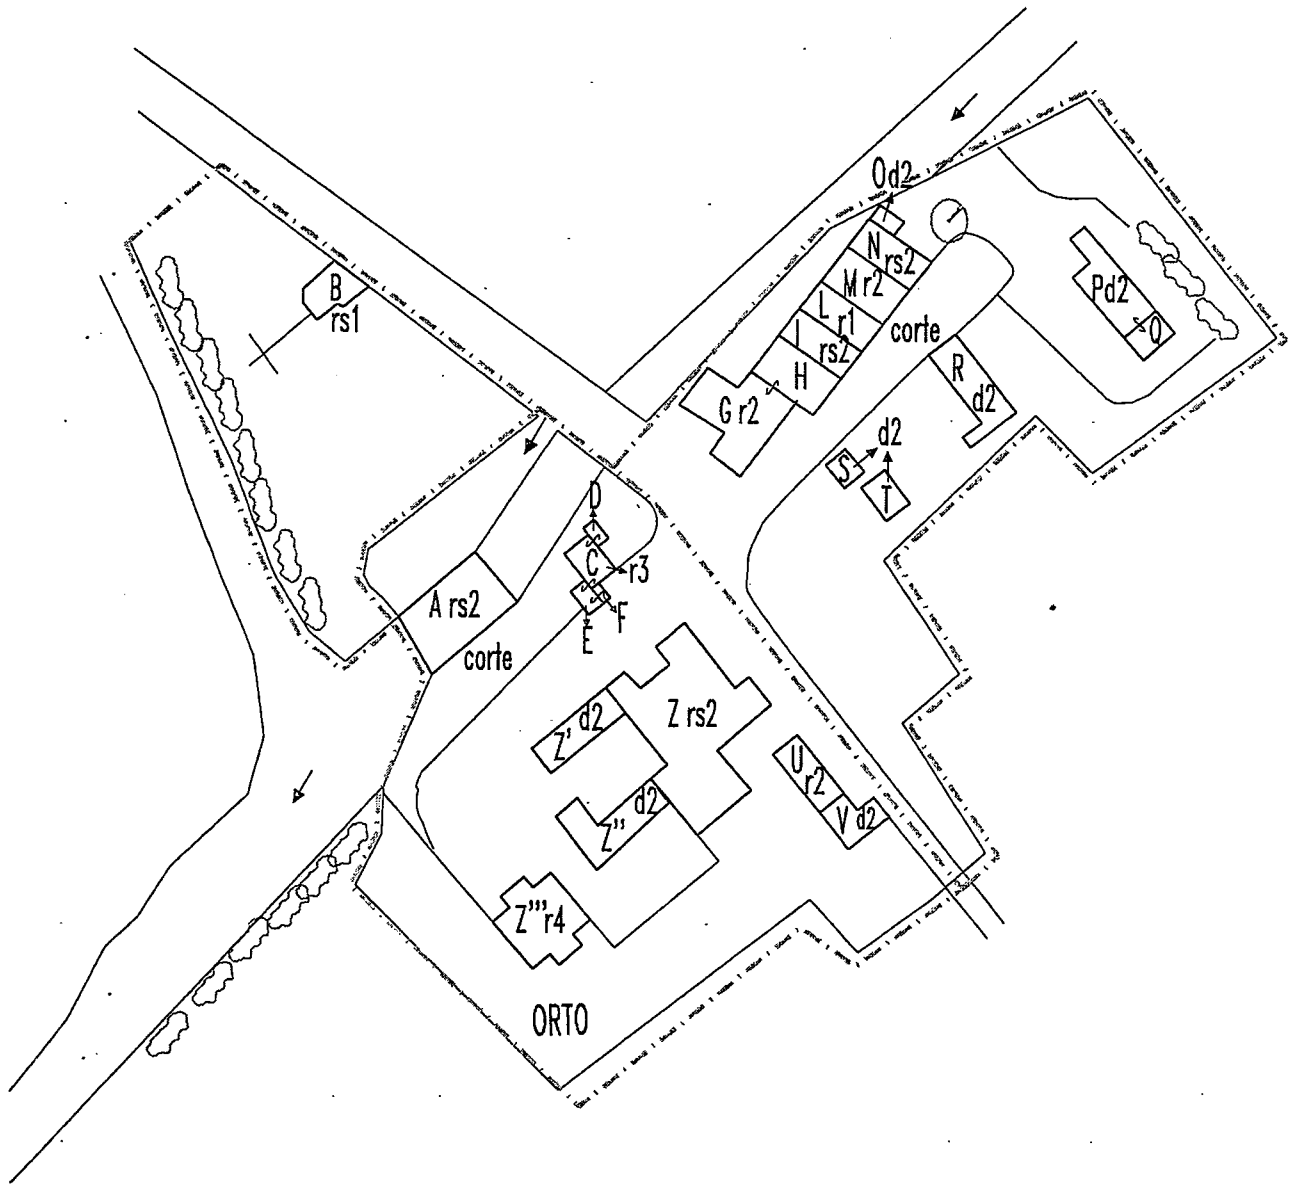 O d2
N rs2
M r2
L r1
I rs2
H
G r2
corte
B
rs1
Pd2
Q
R
d2
d2
S
T
D
C
r3
F
E
A rs2
corte
Z rs2
Z' d2
Z'' d2
U r2
V d2
Z''' r4
ORTO